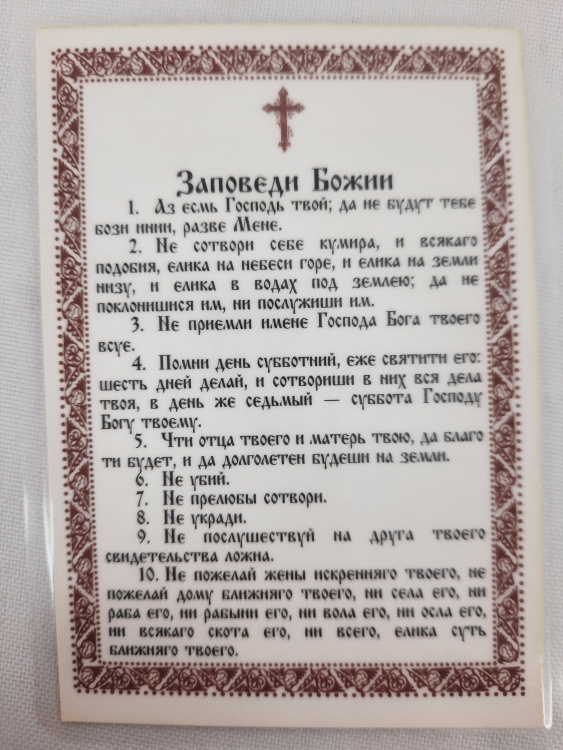 Заповеди Божии
1. Аз есмь Господь твой; да не будут тебе
бози инии, разве Мене.
2. Не сотвори себе кумира, и всякаго
подобия, елика на небеси горе, и елика на земли
низу, и елика в водах под землею; да не
поклонишися им, ни послужиши им.
3. Не приемли имене Господа Бога твоего
всуе.
4. Помни день субботний, еже святити его:
шесть дней делай, и сотвориши в них вся дела
твоя, в день же седьмый — суббота Господу
Богу твоему.
5. Чти отца твоего и матерь твою, да благо
ти будет, и да долголетен будеши на земли.
6. Не убий.
7. Не прелюбы сотвори.
8. Не укради.
9. Не послушествуй на друга твоего
свидетельства ложна.
10. Не пожелай жены искренняго твоего, не
пожелай дому ближняго твоего, ни села его, ни
раба его, ни рабыни его, ни вола его, ни осла его,
ни всякаго скота его, ни всего, елика суть
ближняго твоего.